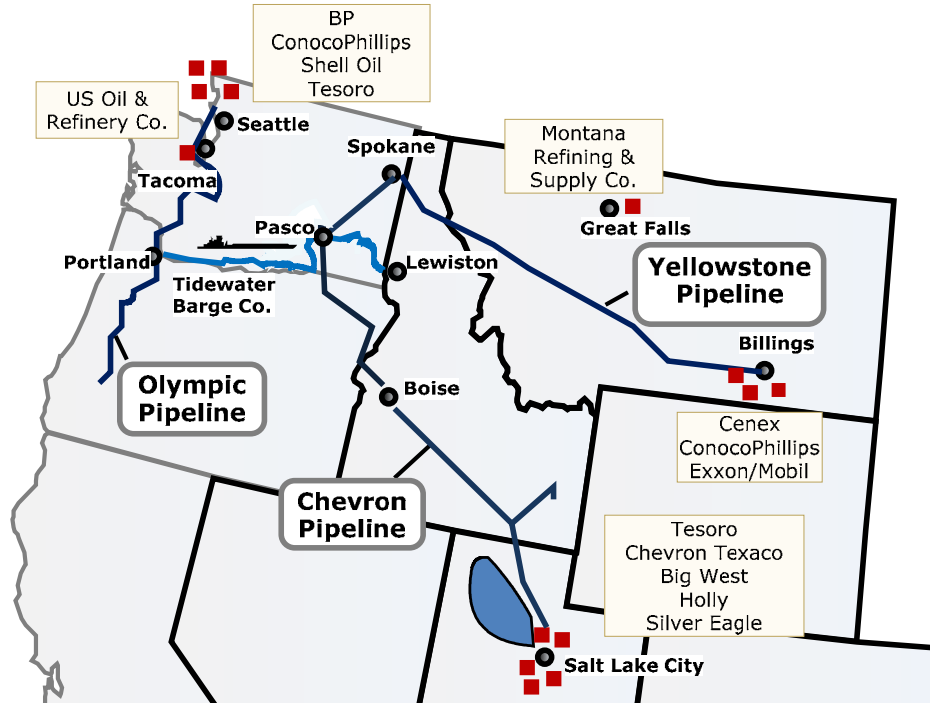 BP
ConocoPhillips
Shell Oil
Tesoro
US Oil &
Refinery Co.
Seattle
Tacoma
Spokane
Montana
Refining &
Supply Co.
Great Falls
Pasco
Portland
Lewiston
Tidewater
Barge Co.
Yellowstone
Pipeline
Billings
Olympic
Pipeline
Boise
Cenex
ConocoPhillips
Exxon/Mobil
Chevron
Pipeline
Tesoro
Chevron Texaco
Big West
Holly
Silver Eagle
Salt Lake City